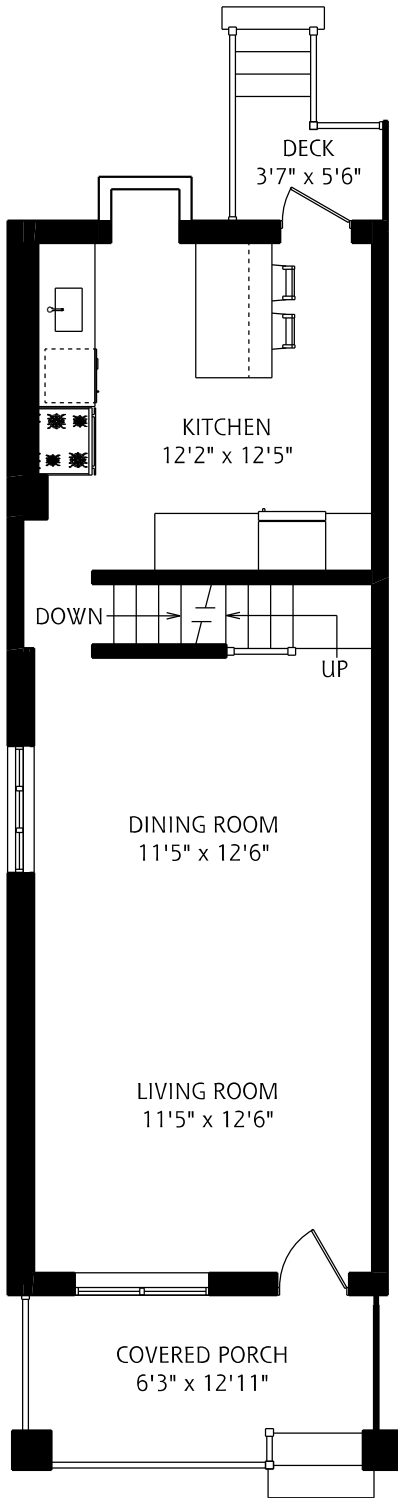 DECK
3'7" x 5'6"
KITCHEN
12'2" x 12'5"
DOWN
UP
DINING ROOM
11'5" x 12'6"
LIVING ROOM
11'5" x 12'6"
COVERED PORCH
6'3" x 12'11"